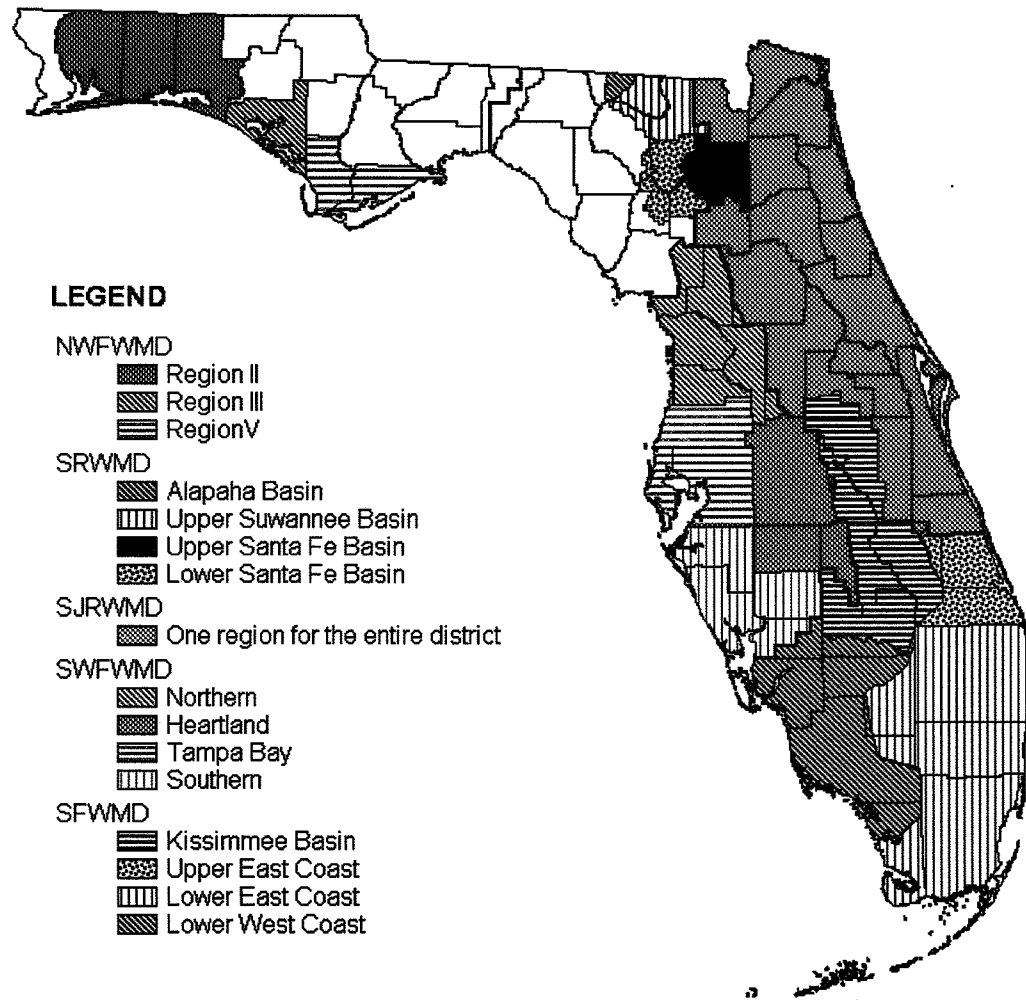 LEGEND
NWFWMD
Region II
Region III
RegionV
SRWMD
Alapaha Basin
Upper Suwannee Basin
Upper Santa Fe Basin
Lower Santa Fe Basin
SJRWMD
One region for the entire district
SWFWMD
Northern
Heartland
Tampa Bay
Southern
SFWMD
Kissimmee Basin
Upper East Coast
Lower East Coast
Lower West Coast